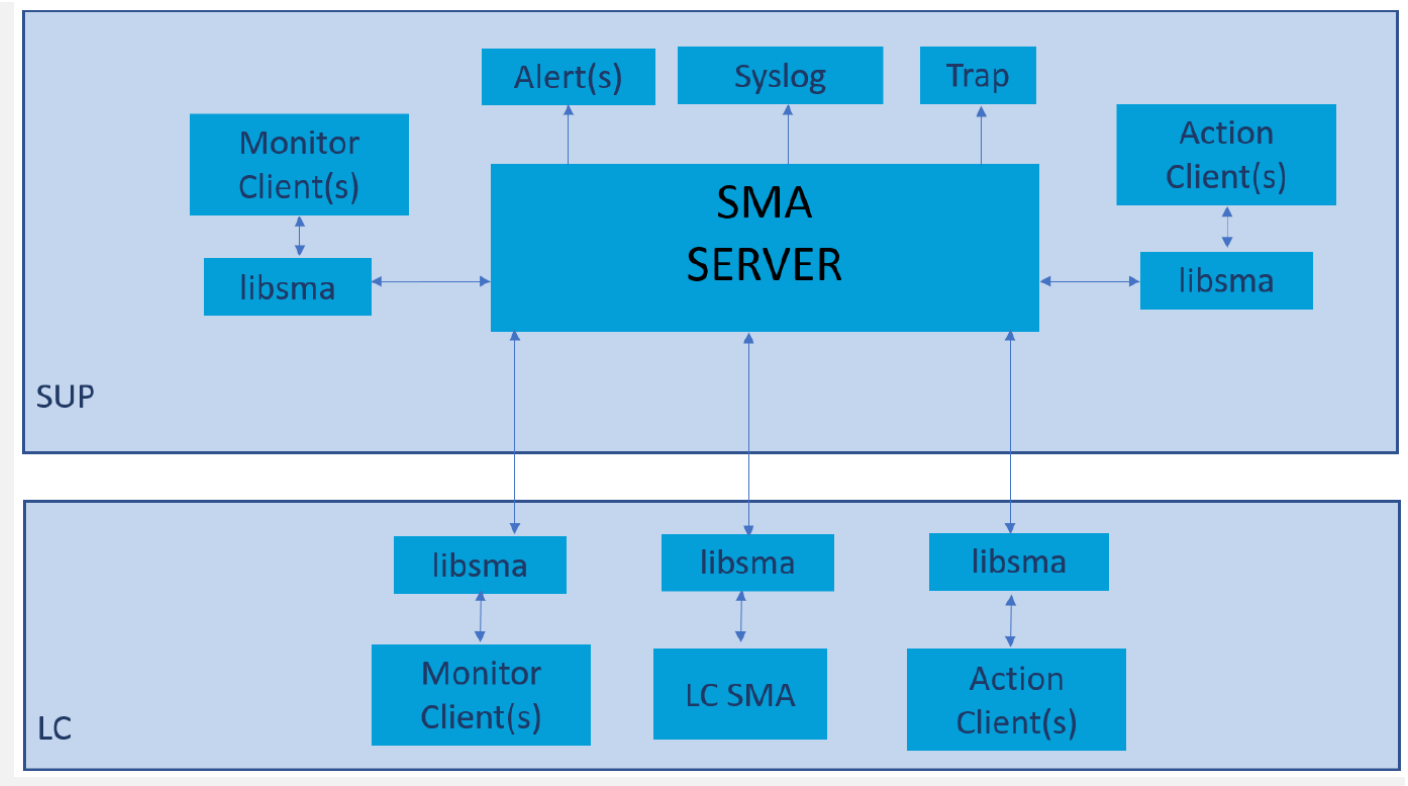 Alert(s)
Syslog
Trap
Monitor
Client(s)
Action
Client(s)
SMA
SERVER
libsma
libsma
SUP
libsma
libsma
libsma
Monitor
Client(s)
LC SMA
Action
Client(s)
LC